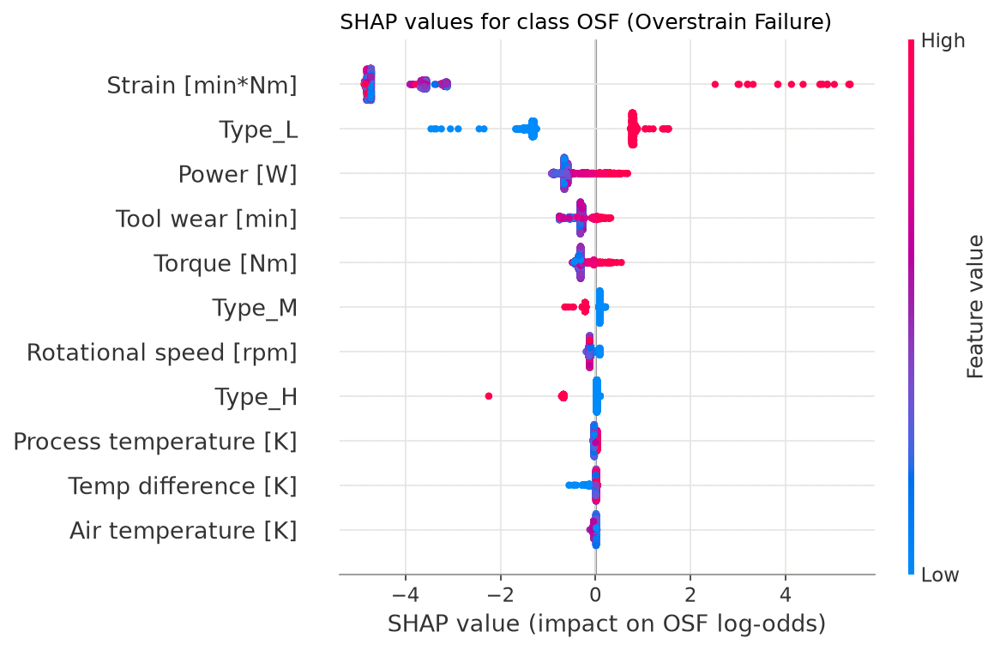 SHAP values for class OSF (Overstrain Failure)
High
Strain [min*Nm]
Type_L
Power [W]
Tool wear [min]
Torque [Nm]
Type_M
Rotational speed [rpm]
Type_H
Process temperature [K]
Temp difference [K]
Air temperature [K]
Feature value
Low
−4 −2 0 2 4
SHAP value (impact on OSF log-odds)